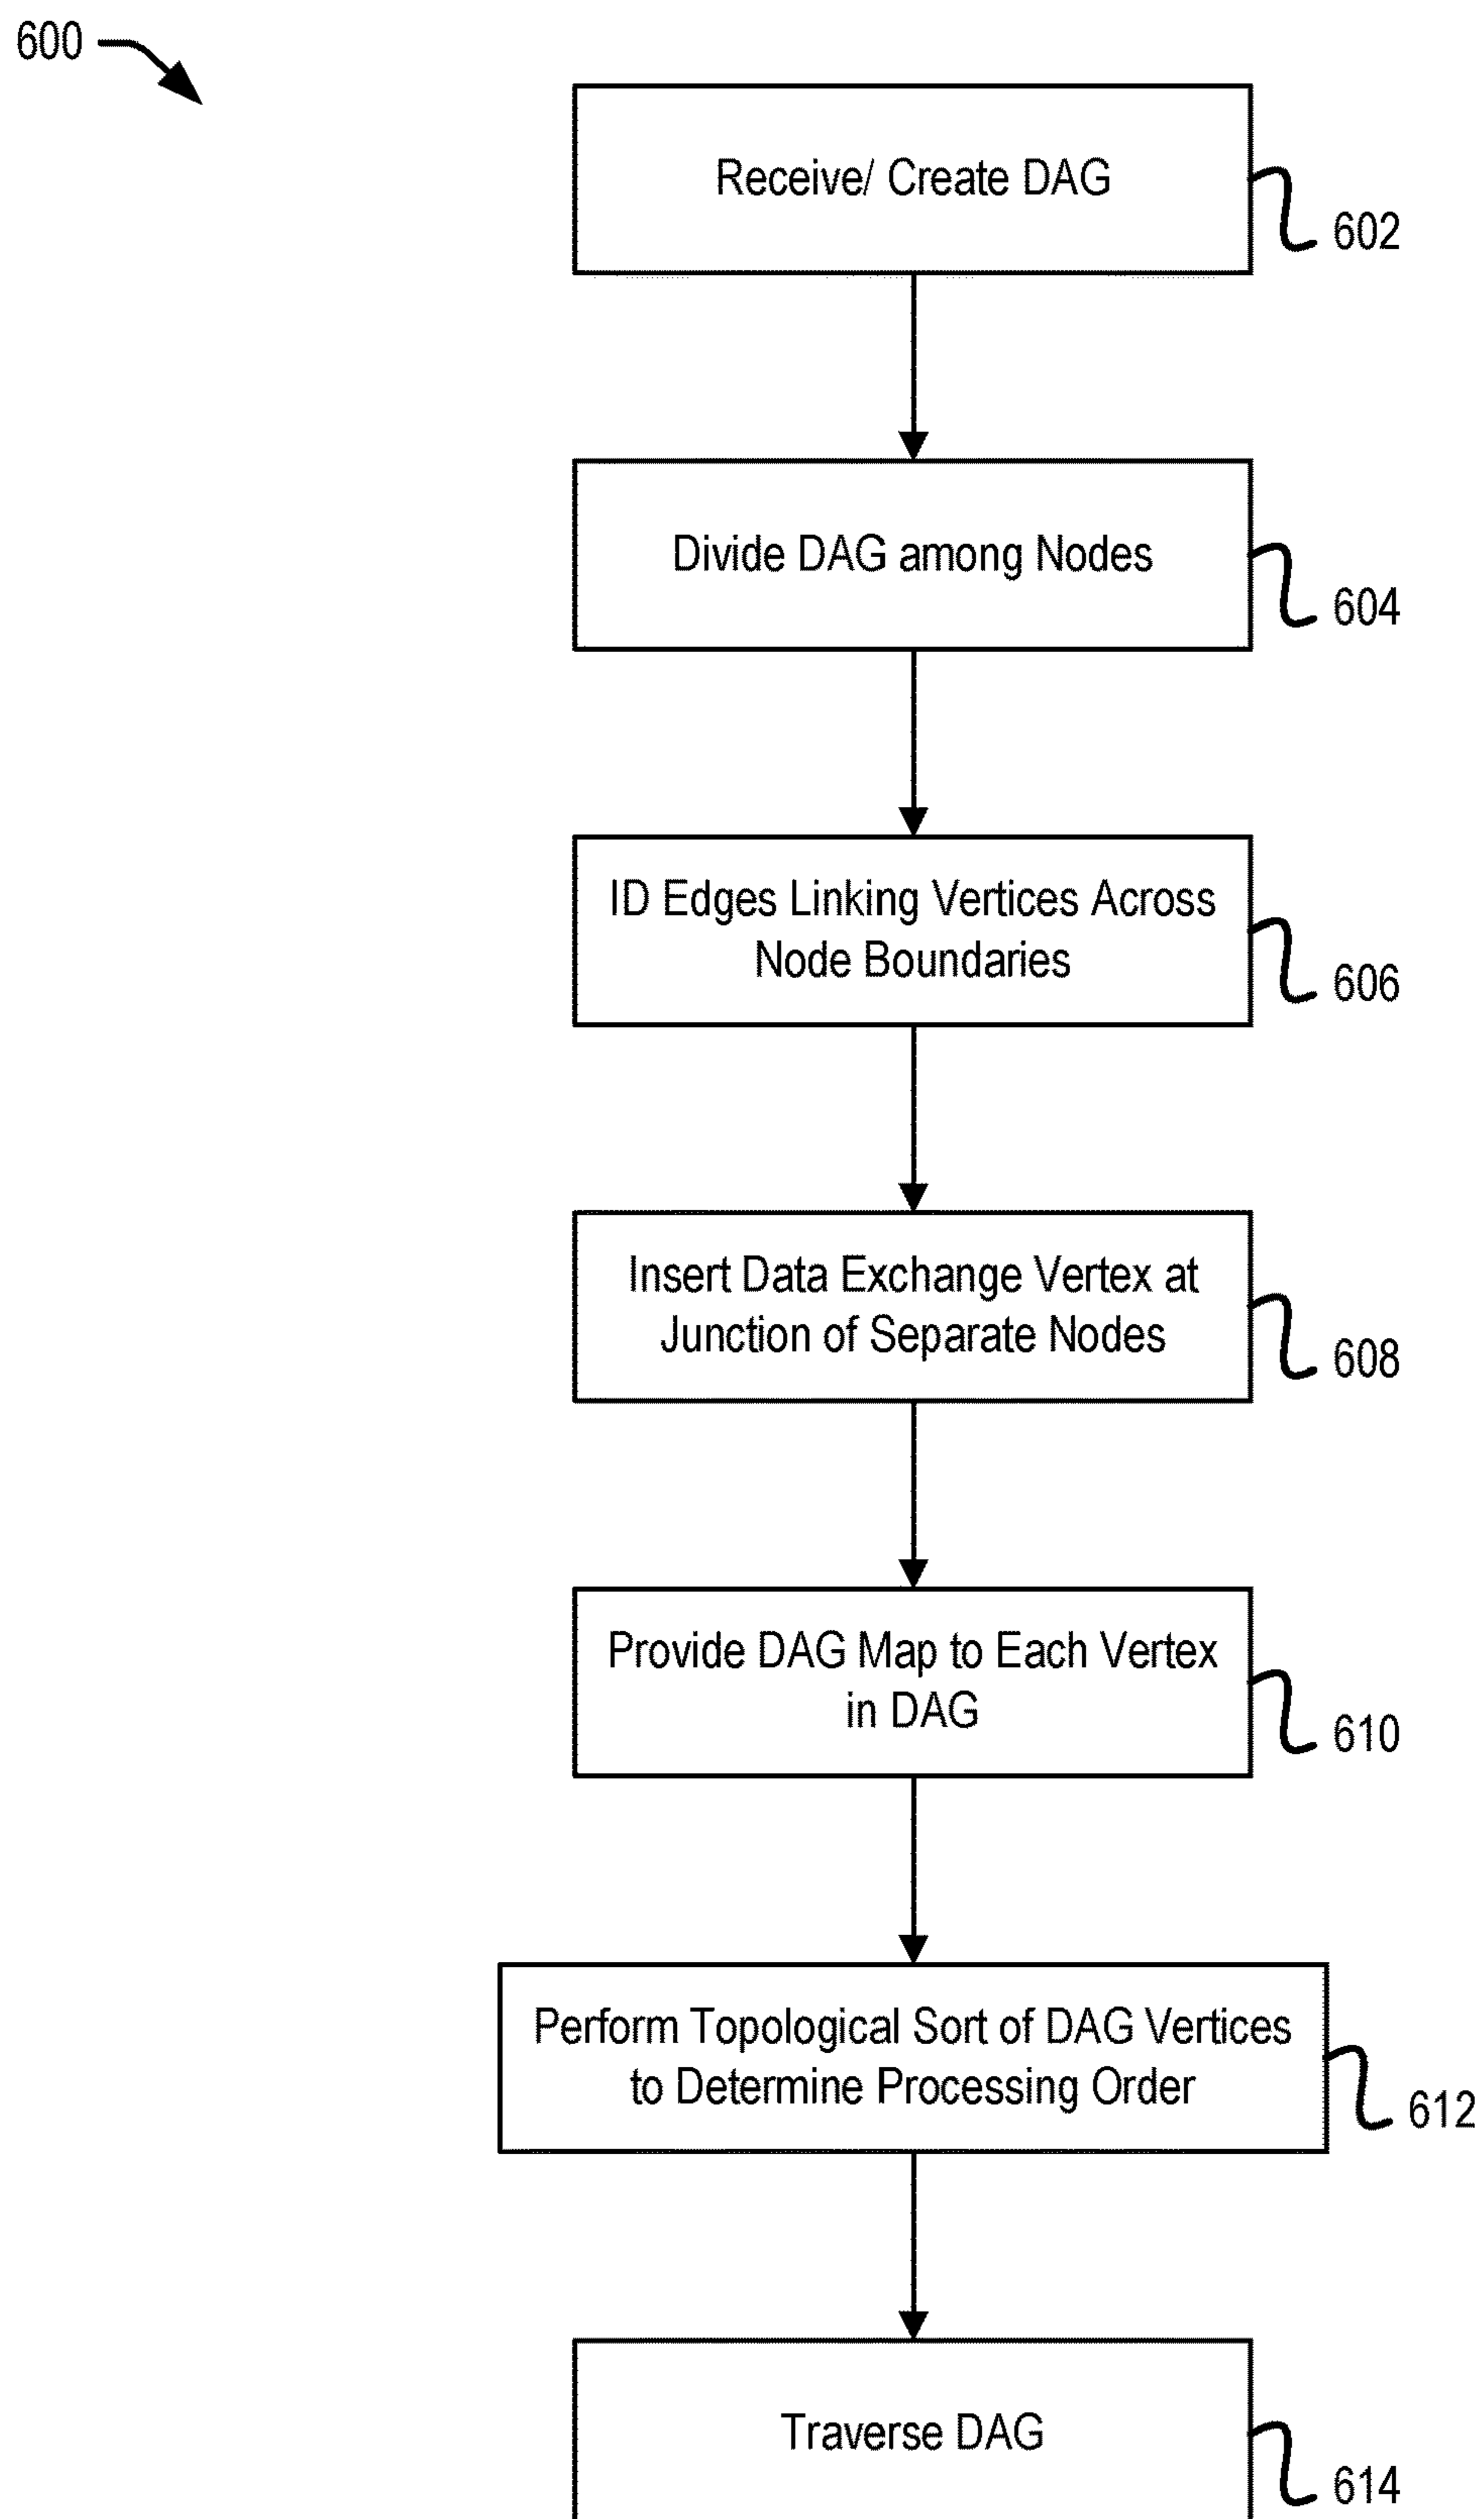 600
Receive/ Create DAG
602
Divide DAG among Nodes
604
ID Edges Linking Vertices Across
Node Boundaries
606
Insert Data Exchange Vertex at
Junction of Separate Nodes
608
Provide DAG Map to Each Vertex
in DAG
610
Perform Topological Sort of DAG Vertices
to Determine Processing Order
612
Traverse DAG
614